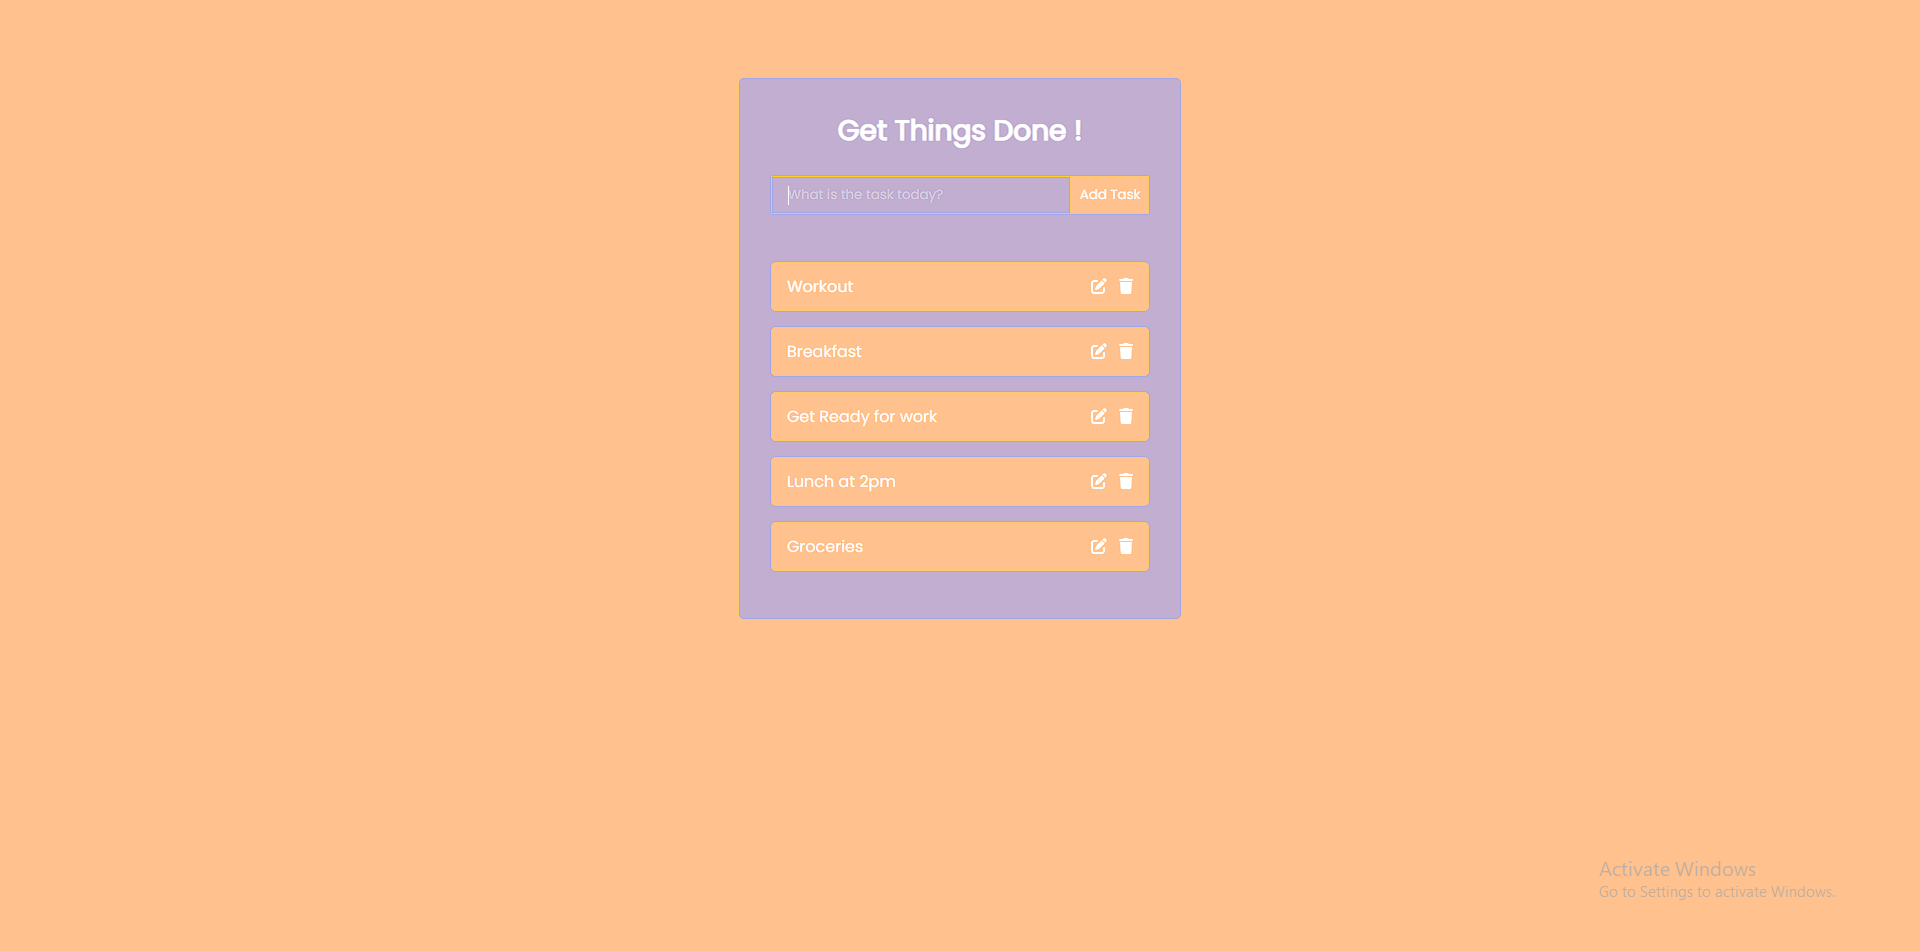 Get Things Done !
What is the task today?
Add Task
Workout
Breakfast
Get Ready for work
Lunch at 2pm
Groceries
Activate Windows
Go to Settings to activate Windows.